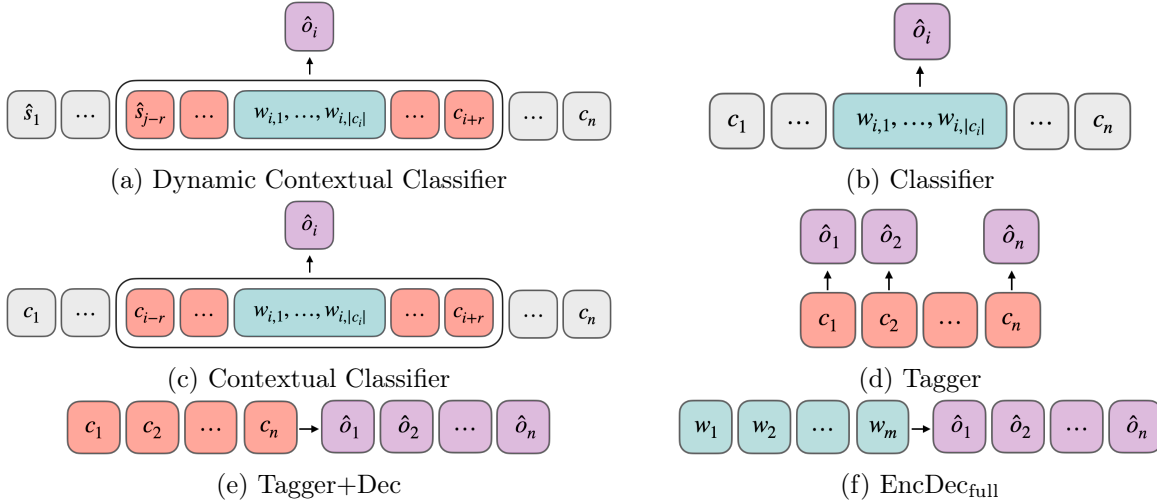 ô_i
ŝ_1 … ŝ_{j−r} … w_{i,1}, …, w_{i,|c_i|} … c_{i+r} … c_n
(a) Dynamic Contextual Classifier
ô_i
c_1 … w_{i,1}, …, w_{i,|c_i|} … c_n
(b) Classifier
ô_i
c_1 … c_{i−r} … w_{i,1}, …, w_{i,|c_i|} … c_{i+r} … c_n
(c) Contextual Classifier
ô_1 ô_2 ô_n
c_1 c_2 … c_n
(d) Tagger
c_1 c_2 … c_n → ô_1 ô_2 … ô_n
(e) Tagger+Dec
w_1 w_2 … w_m → ô_1 ô_2 … ô_n
(f) EncDec_full